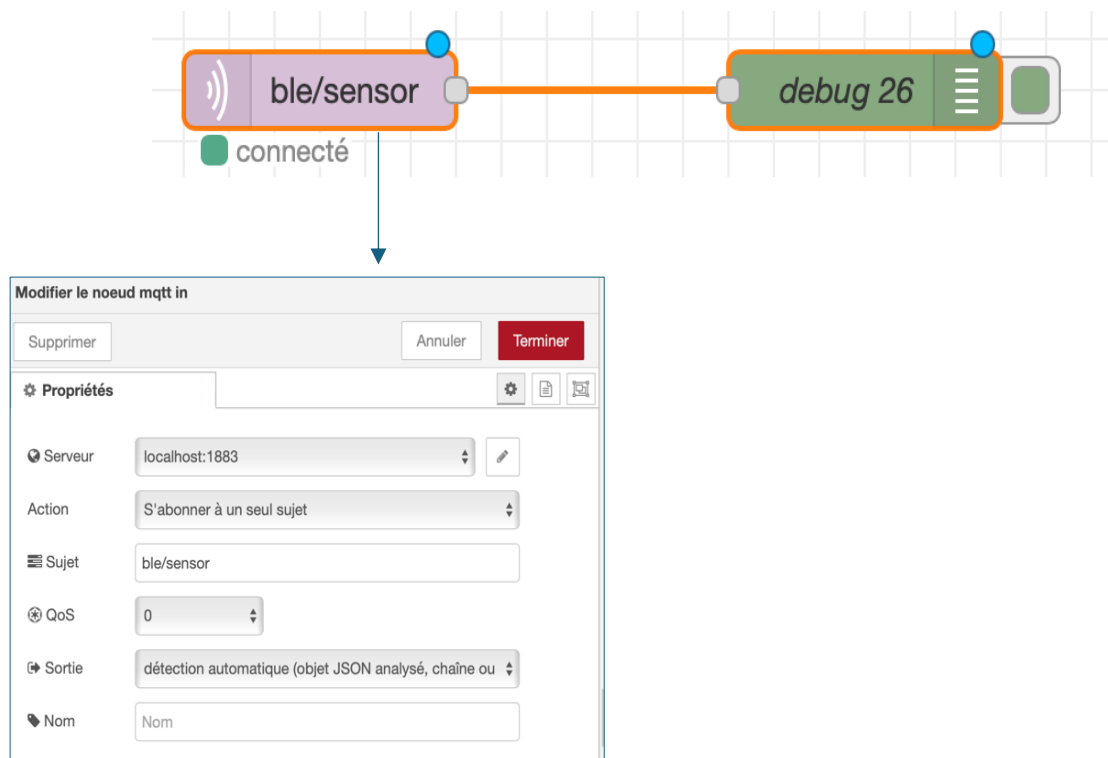 ble/sensor
debug 26
connecté
Modifier le noeud mqtt in
Supprimer
Annuler
Terminer
Propriétés
Serveur
localhost:1883
Action
S'abonner à un seul sujet
Sujet
ble/sensor
QoS
0
Sortie
détection automatique (objet JSON analysé, chaîne ou
Nom
Nom